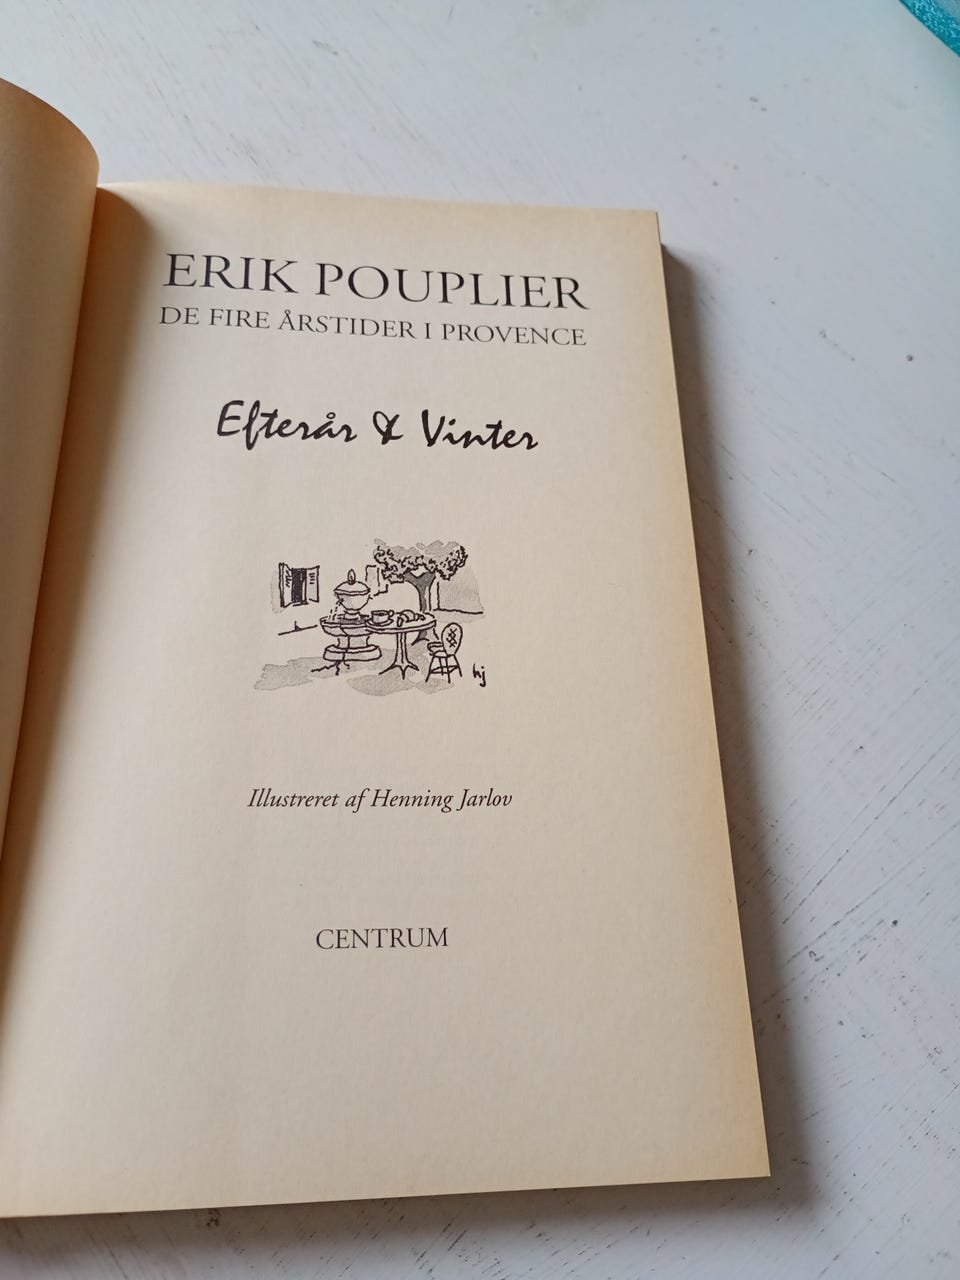 ERIK POUPLIER
DE FIRE ÅRSTIDER I PROVENCE
Efterår & Vinter
hj
Illustreret af Henning Jarlov
CENTRUM